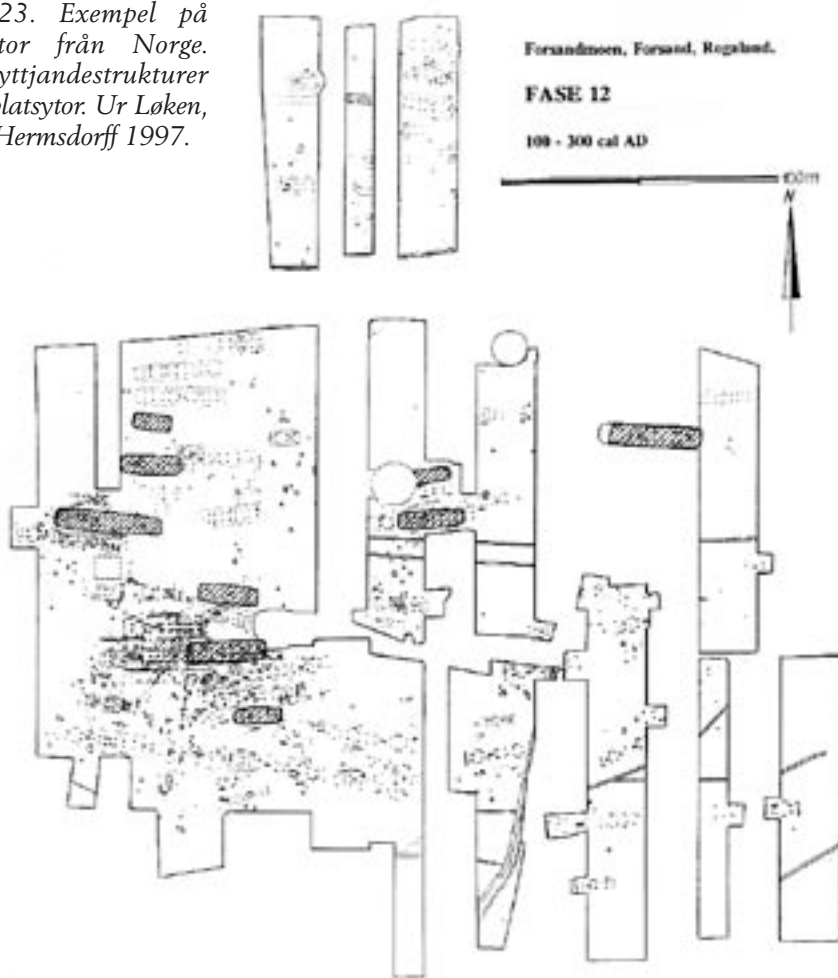 23. Exempel på
tor från Norge.
yttjandestrukturer
platsytor. Ur Løken,
Hermsdorff 1997.
Forsandmoen, Forsand, Rogaland.
FASE 12
100 - 300 cal AD
100m
N